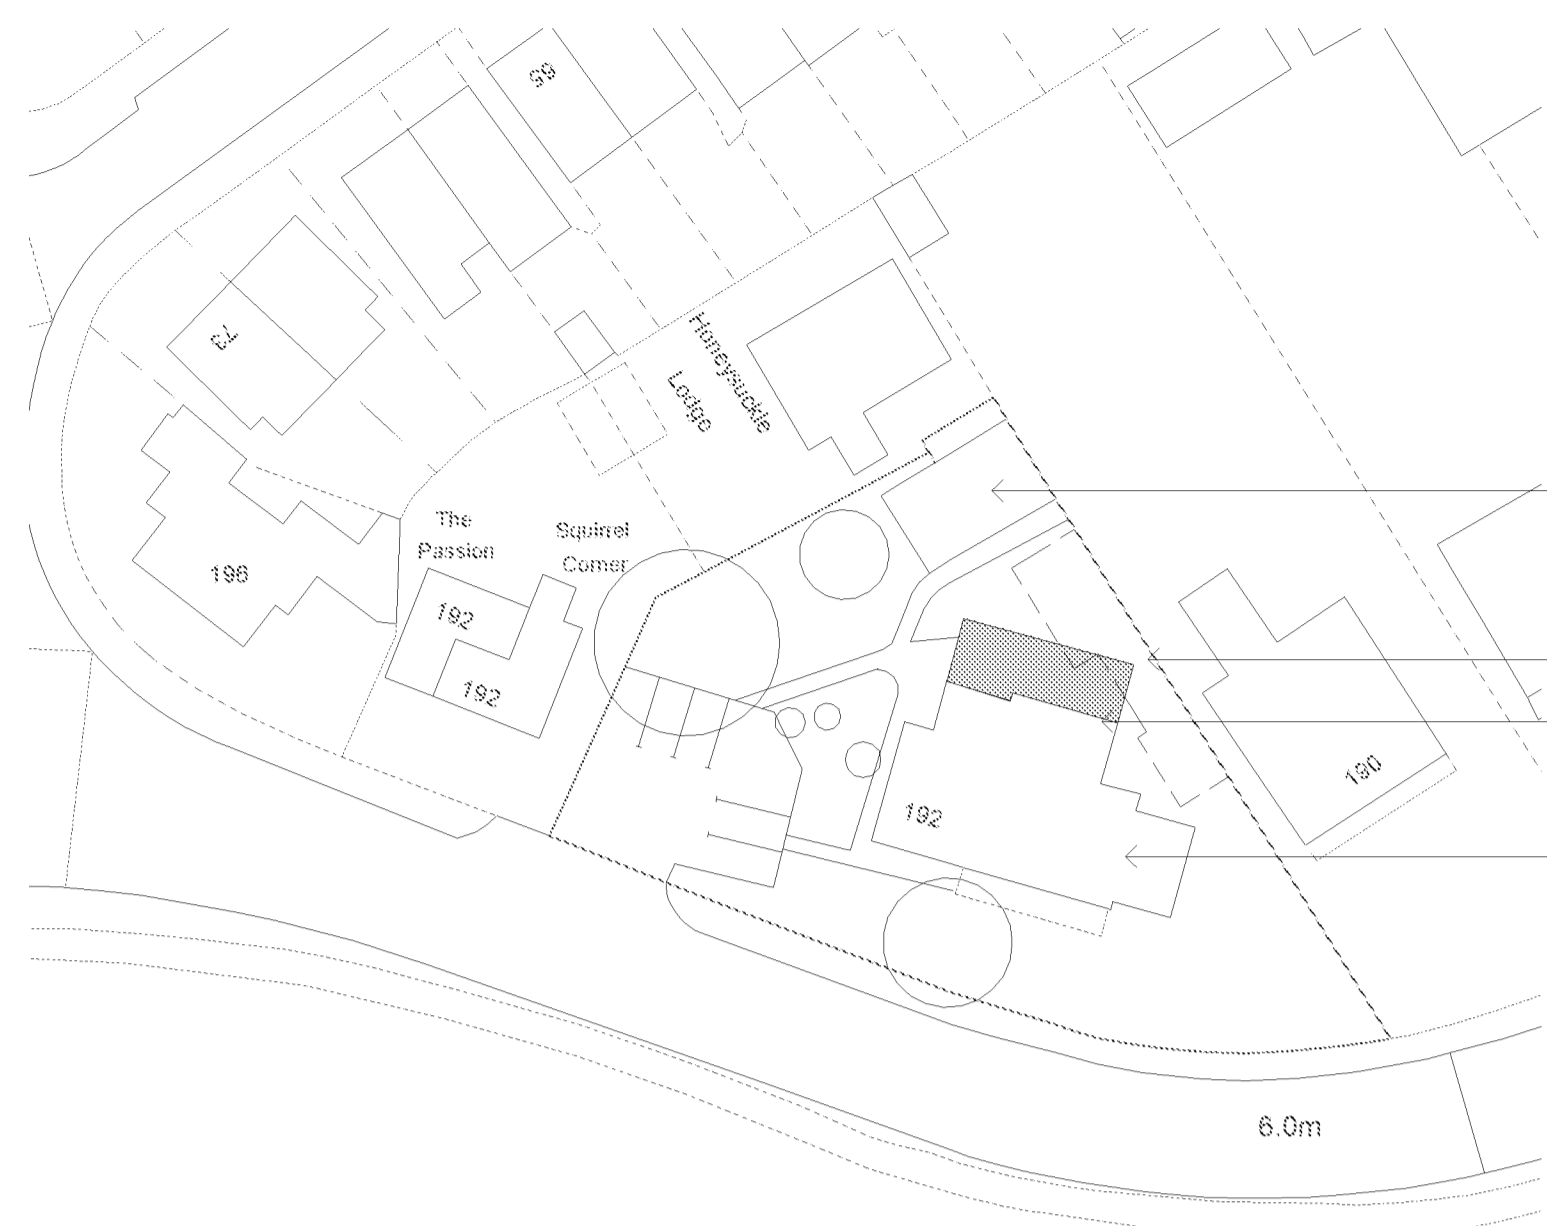 65
73
Honeysuckle
Lodge
The
Passion
Squirrel
Corner
196
192
192
192
190
6.0m